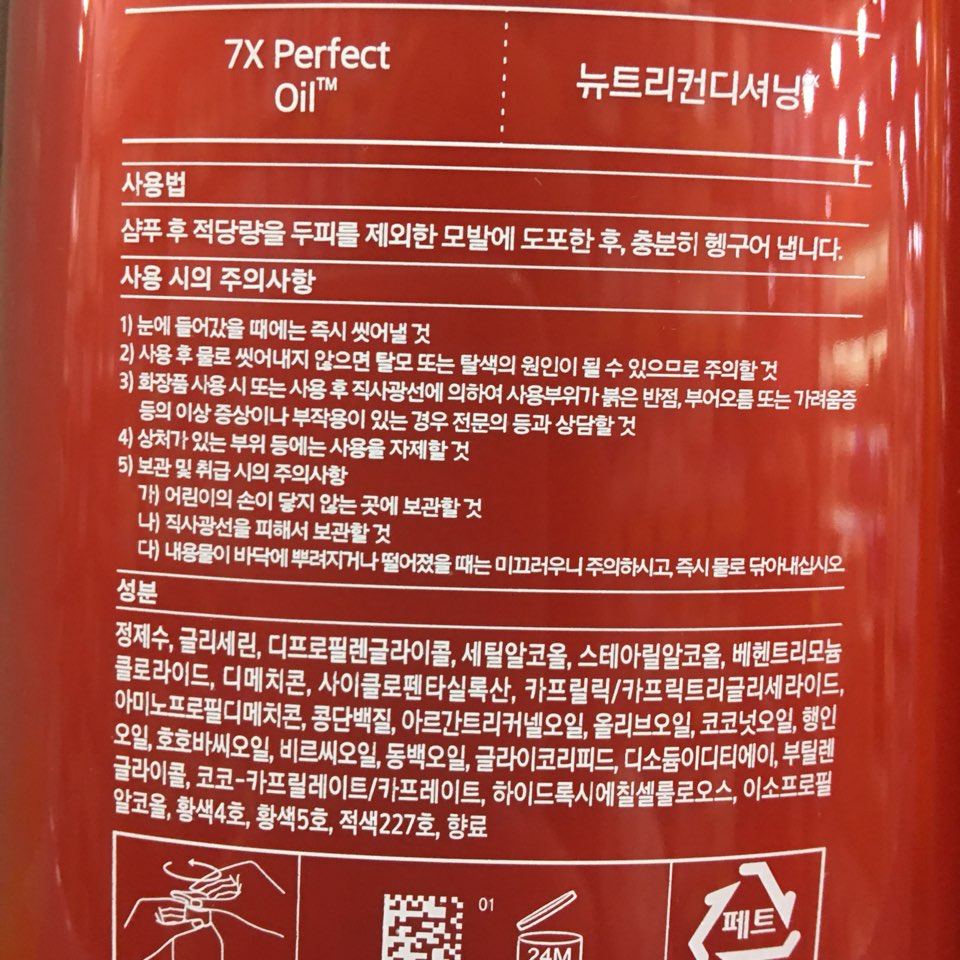 7X Perfect
Oil™
뉴트리컨디셔닝
사용법
샴푸 후 적당량을 두피를 제외한 모발에 도포한 후, 충분히 헹구어 냅니다.
사용 시의 주의사항
1) 눈에 들어갔을 때에는 즉시 씻어낼 것
2) 사용 후 물로 씻어내지 않으면 탈모 또는 탈색의 원인이 될 수 있으므로 주의할 것
3) 화장품 사용 시 또는 사용 후 직사광선에 의하여 사용부위가 붉은 반점, 부어오름 또는 가려움증
등의 이상 증상이나 부작용이 있는 경우 전문의 등과 상담할 것
4) 상처가 있는 부위 등에는 사용을 자제할 것
5) 보관 및 취급 시의 주의사항
가) 어린이의 손이 닿지 않는 곳에 보관할 것
나) 직사광선을 피해서 보관할 것
다) 내용물이 바닥에 뿌려지거나 떨어졌을 때는 미끄러우니 주의하시고, 즉시 물로 닦아내십시오
성분
정제수, 글리세린, 디프로필렌글라이콜, 세틸알코올, 스테아릴알코올, 베헨트리모늄
클로라이드, 디메치콘, 사이클로펜타실록산, 카프릴릭/카프릭트리글리세라이드,
아미노프로필디메치콘, 콩단백질, 아르간트리커넬오일, 올리브오일, 코코넛오일, 행인
오일, 호호바씨오일, 비르씨오일, 동백오일, 글라이코리피드, 디소듐이디티에이, 부틸렌
글라이콜, 코코-카프릴레이트/카프레이트, 하이드록시에칠셀룰로오스, 이소프로필
알코올, 황색4호, 황색5호, 적색227호, 향료
01
24M
페트